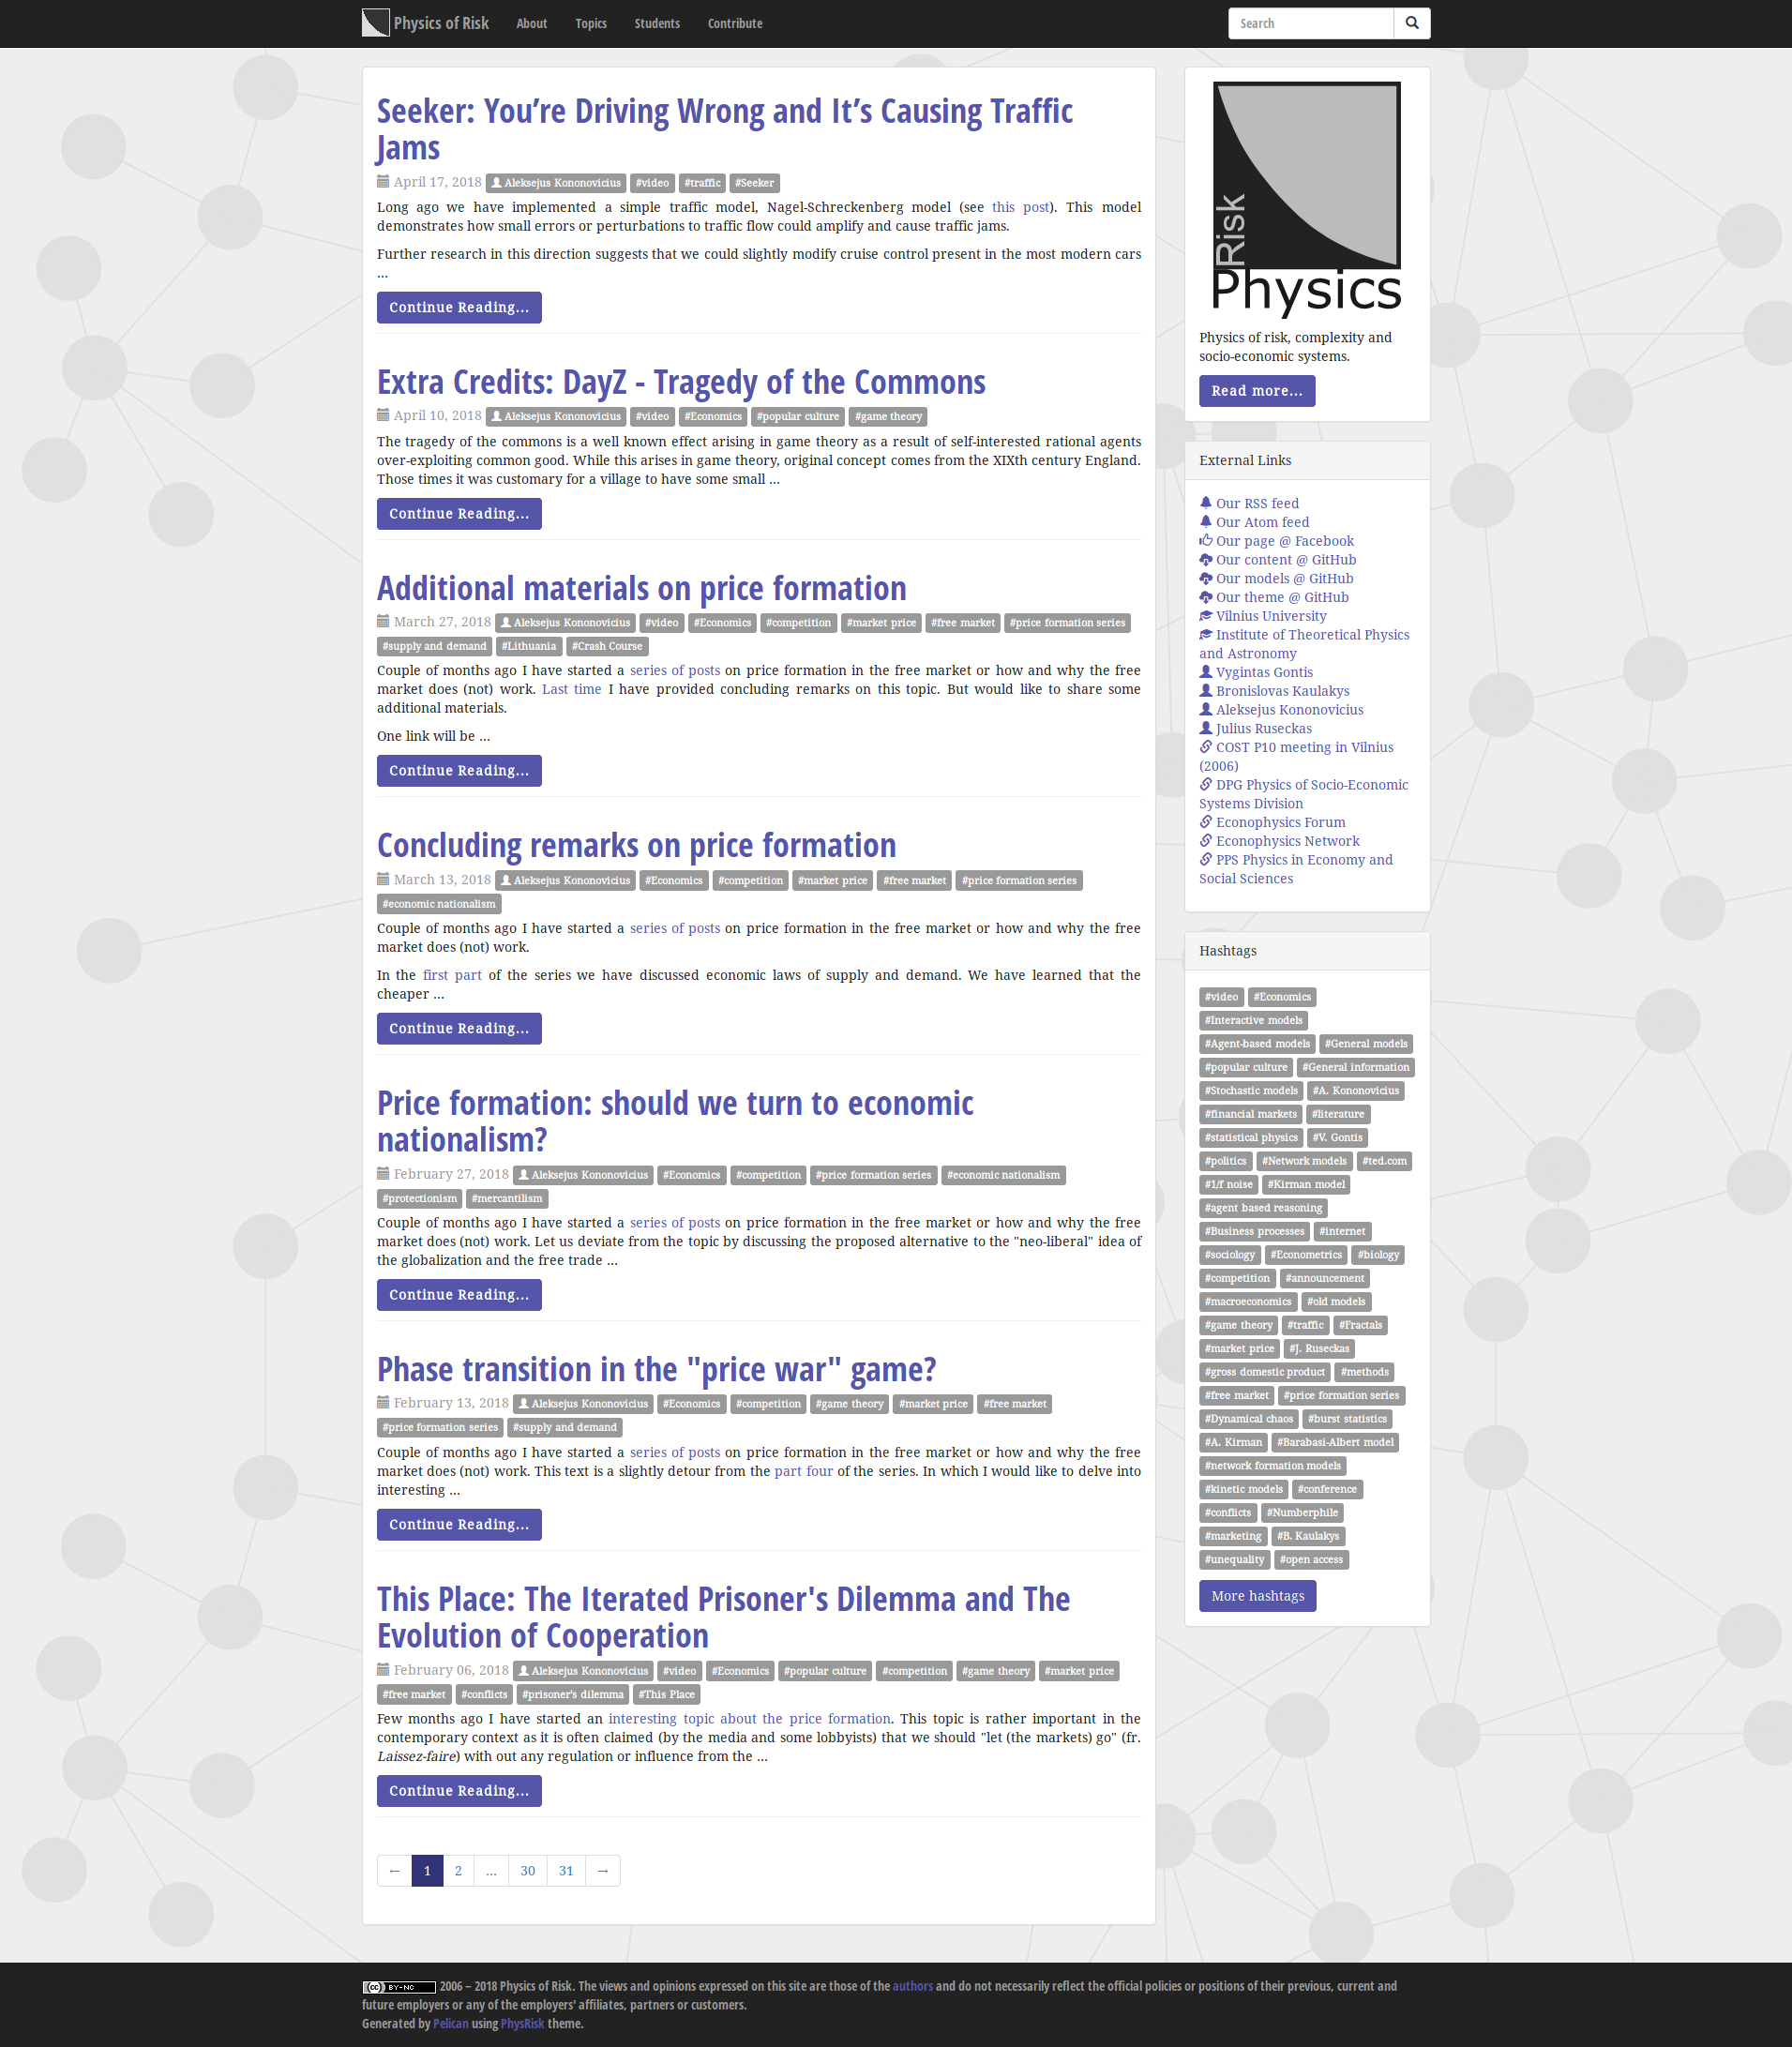 Physics of Risk About Topics Students Contribute Search
Seeker: You’re Driving Wrong and It’s Causing Traffic
Jams
April 17, 2018 Aleksejus Kononovicius #video #traffic #Seeker
Long ago we have implemented a simple traffic model, Nagel-Schreckenberg model (see this post). This model
demonstrates how small errors or perturbations to traffic flow could amplify and cause traffic jams.
Further research in this direction suggests that we could slightly modify cruise control present in the most modern cars
...
Continue Reading...
Extra Credits: DayZ - Tragedy of the Commons
April 10, 2018 Aleksejus Kononovicius #video #Economics #popular culture #game theory
The tragedy of the commons is a well known effect arising in game theory as a result of self-interested rational agents
over-exploiting common good. While this arises in game theory, original concept comes from the XIXth century England.
Those times it was customary for a village to have some small ...
Continue Reading...
Additional materials on price formation
March 27, 2018 Aleksejus Kononovicius #video #Economics #competition #market price #free market #price formation series
#supply and demand #Lithuania #Crash Course
Couple of months ago I have started a series of posts on price formation in the free market or how and why the free
market does (not) work. Last time I have provided concluding remarks on this topic. But would like to share some
additional materials.
One link will be ...
Continue Reading...
Concluding remarks on price formation
March 13, 2018 Aleksejus Kononovicius #Economics #competition #market price #free market #price formation series
#economic nationalism
Couple of months ago I have started a series of posts on price formation in the free market or how and why the free
market does (not) work.
In the first part of the series we have discussed economic laws of supply and demand. We have learned that the
cheaper ...
Continue Reading...
Price formation: should we turn to economic
nationalism?
February 27, 2018 Aleksejus Kononovicius #Economics #competition #price formation series #economic nationalism
#protectionism #mercantilism
Couple of months ago I have started a series of posts on price formation in the free market or how and why the free
market does (not) work. Let us deviate from the topic by discussing the proposed alternative to the "neo-liberal" idea of
the globalization and the free trade ...
Continue Reading...
Phase transition in the "price war" game?
February 13, 2018 Aleksejus Kononovicius #Economics #competition #game theory #market price #free market
#price formation series #supply and demand
Couple of months ago I have started a series of posts on price formation in the free market or how and why the free
market does (not) work. This text is a slightly detour from the part four of the series. In which I would like to delve into
interesting ...
Continue Reading...
This Place: The Iterated Prisoner's Dilemma and The
Evolution of Cooperation
February 06, 2018 Aleksejus Kononovicius #video #Economics #popular culture #competition #game theory #market price
#free market #conflicts #prisoner's dilemma #This Place
Few months ago I have started an interesting topic about the price formation. This topic is rather important in the
contemporary context as it is often claimed (by the media and some lobbyists) that we should "let (the markets) go" (fr.
Laissez-faire) with out any regulation or influence from the ...
Continue Reading...
← 1 2 ... 30 31 →
Risk
Physics
Physics of risk, complexity and
socio-economic systems.
Read more...
External Links
Our RSS feed
Our Atom feed
Our page @ Facebook
Our content @ GitHub
Our models @ GitHub
Our theme @ GitHub
Vilnius University
Institute of Theoretical Physics
and Astronomy
Vygintas Gontis
Bronislovas Kaulakys
Aleksejus Kononovicius
Julius Ruseckas
COST P10 meeting in Vilnius
(2006)
DPG Physics of Socio-Economic
Systems Division
Econophysics Forum
Econophysics Network
PPS Physics in Economy and
Social Sciences
Hashtags
#video #Economics
#Interactive models
#Agent-based models #General models
#popular culture #General information
#Stochastic models #A. Kononovicius
#financial markets #literature
#statistical physics #V. Gontis
#politics #Network models #ted.com
#1/f noise #Kirman model
#agent based reasoning
#Business processes #internet
#sociology #Econometrics #biology
#competition #announcement
#macroeconomics #old models
#game theory #traffic #Fractals
#market price #J. Ruseckas
#gross domestic product #methods
#free market #price formation series
#Dynamical chaos #burst statistics
#A. Kirman #Barabasi-Albert model
#network formation models
#kinetic models #conference
#conflicts #Numberphile
#marketing #B. Kaulakys
#unequality #open access
More hashtags
cc BY-NC 2006 – 2018 Physics of Risk. The views and opinions expressed on this site are those of the authors and do not necessarily reflect the official policies or positions of their previous, current and
future employers or any of the employers' affiliates, partners or customers.
Generated by Pelican using PhysRisk theme.